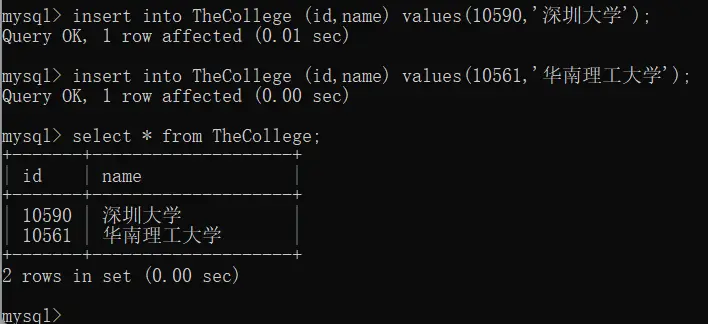 mysql> insert into TheCollege (id,name) values(10590,'深圳大学');
Query OK, 1 row affected (0.01 sec)
mysql> insert into TheCollege (id,name) values(10561,'华南理工大学');
Query OK, 1 row affected (0.00 sec)
mysql> select * from TheCollege;
+-------+--------------------+
| id    | name               |
+-------+--------------------+
| 10590 | 深圳大学           |
| 10561 | 华南理工大学       |
+-------+--------------------+
2 rows in set (0.00 sec)
mysql>